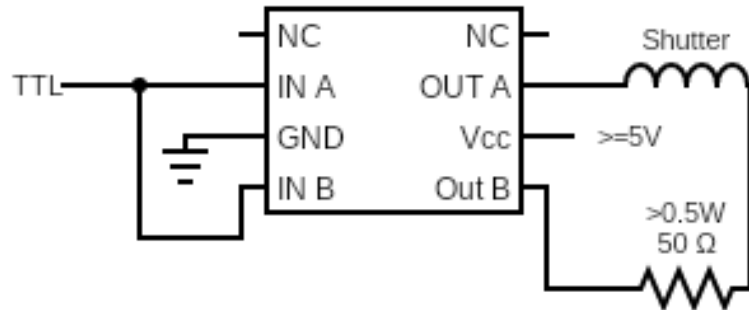 NC
NC
Shutter
TTL
IN A
OUT A
GND
Vcc
>=5V
IN B
Out B
>0.5W
50 Ω